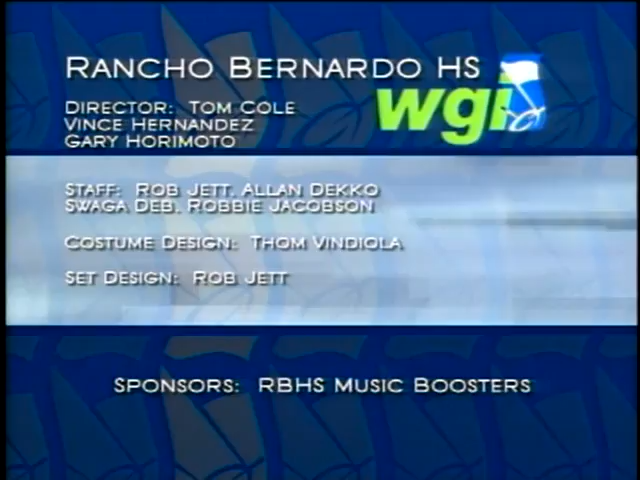 RANCHO BERNARDO HS
wgi
DIRECTOR: TOM COLE
VINCE HERNANDEZ
GARY HORIMOTO
STAFF: ROB JETT, ALLAN DEKKO
SWAGA DEB, ROBBIE JACOBSON
COSTUME DESIGN: THOM VINDIOLA
SET DESIGN: ROB JETT
SPONSORS: RBHS MUSIC BOOSTERS